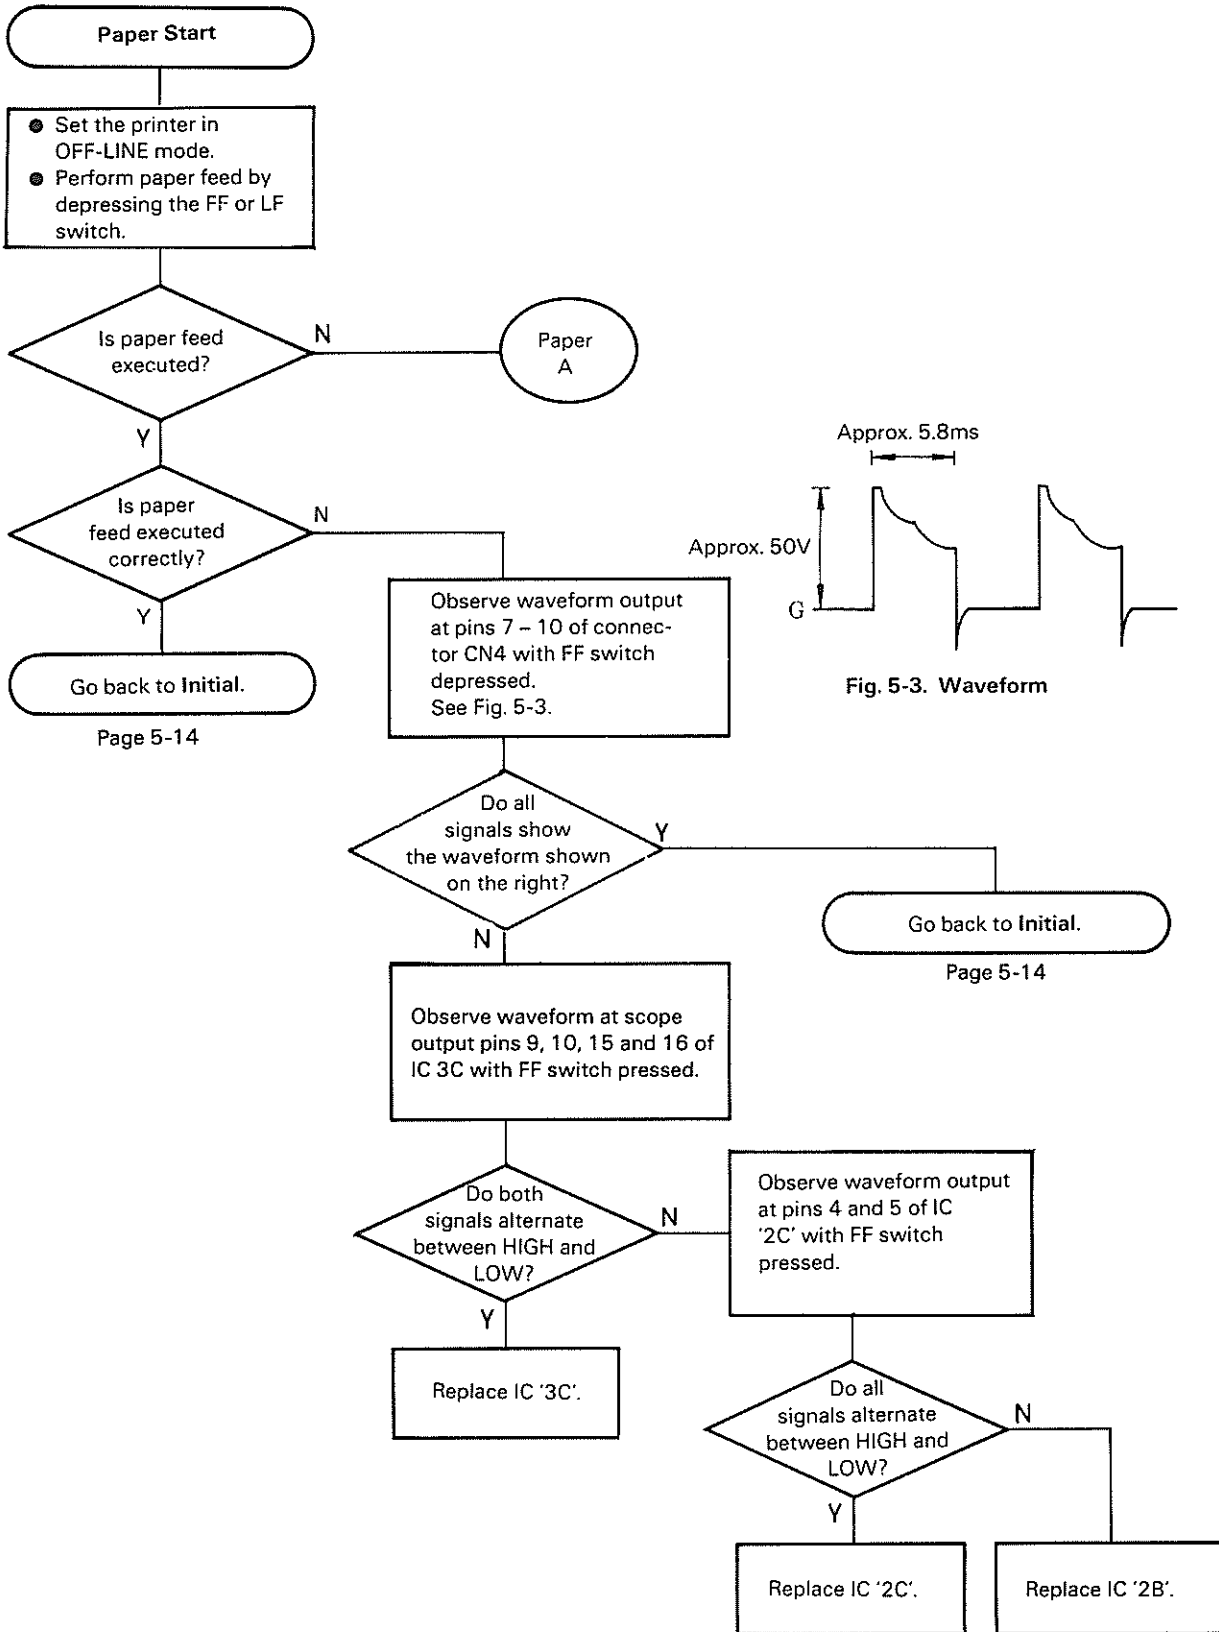 Paper Start
● Set the printer in
OFF-LINE mode.
● Perform paper feed by
depressing the FF or LF
switch.
Is paper feed
executed?
N
Paper
A
Y
Is paper
feed executed
correctly?
N
Y
Go back to Initial.
Page 5-14
Approx. 5.8ms
Approx. 50V
G
Fig. 5-3. Waveform
Observe waveform output
at pins 7 – 10 of connec-
tor CN4 with FF switch
depressed.
See Fig. 5-3.
Do all
signals show
the waveform shown
on the right?
Y
Go back to Initial.
Page 5-14
N
Observe waveform at scope
output pins 9, 10, 15 and 16 of
IC 3C with FF switch pressed.
Do both
signals alternate
between HIGH and
LOW?
N
Y
Replace IC '3C'.
Observe waveform output
at pins 4 and 5 of IC
'2C' with FF switch
pressed.
Do all
signals alternate
between HIGH and
LOW?
N
Y
Replace IC '2C'.
Replace IC '2B'.